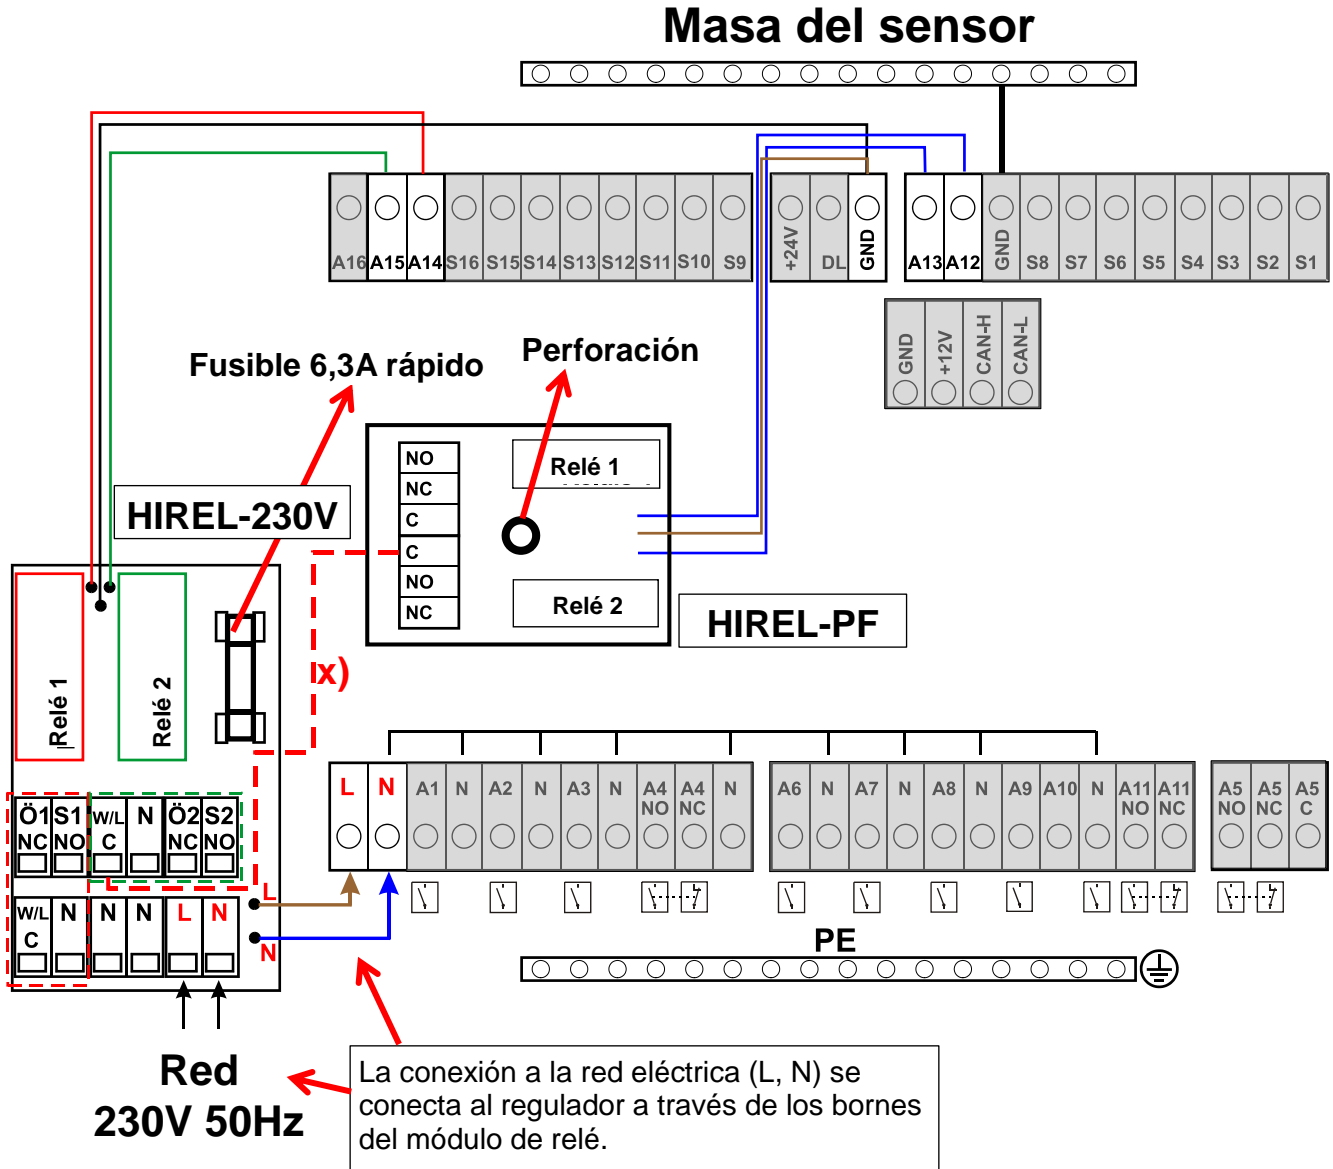 Masa del sensor
A16 A15 A14 S16 S15 S14 S13 S12 S11 S10 S9
+24V DL GND
A13 A12 GND S8 S7 S6 S5 S4 S3 S2 S1
GND +12V CAN-H CAN-L
Fusible 6,3A rápido
Perforación
NO
NC
C
C
NO
NC
Relé 1
Relé 2
HIREL-230V
HIREL-PF
x)
Relé 1
Relé 2
L N A1 N A2 N A3 N A4 A4 N
NO NC
A6 N A7 N A8 N A9 A10 N A11 A11
NO NC
A5 A5 A5
NO NC C
Ö1 S1 W/L N Ö2 S2
NC NO C NC NO
W/L N N N L N
C
L
N
PE
Red
230V 50Hz
La conexión a la red eléctrica (L, N) se
conecta al regulador a través de los bornes
del módulo de relé.